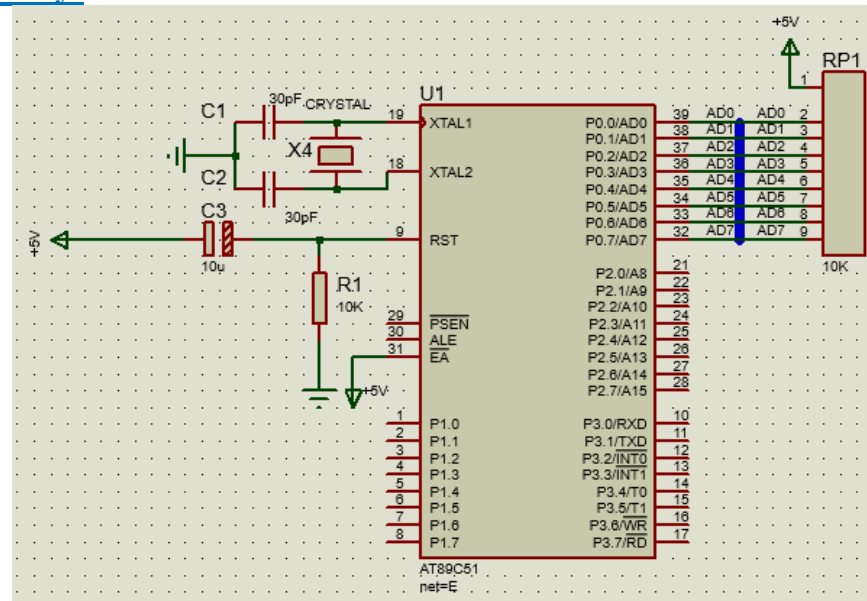 +5V
RP1
1
U1
C1
30pF
CRYSTAL
19
XTAL1
P0.0/AD0
39
AD0
AD0
2
P0.1/AD1
38
AD1
AD1
3
X4
P0.2/AD2
37
AD2
AD2
4
18
XTAL2
P0.3/AD3
36
AD3
AD3
5
C2
P0.4/AD4
35
AD4
AD4
6
P0.5/AD5
34
AD5
AD5
7
C3
30pF
P0.6/AD6
33
AD6
AD6
8
+5V
9
RST
P0.7/AD7
32
AD7
AD7
9
10u
10K
P2.0/A8
21
R1
P2.1/A9
22
10K
P2.2/A10
23
29
PSEN
P2.3/A11
24
30
ALE
P2.4/A12
25
31
EA
P2.5/A13
26
P2.6/A14
27
+5V
P2.7/A15
28
1
P1.0
P3.0/RXD
10
2
P1.1
P3.1/TXD
11
3
P1.2
P3.2/INT0
12
4
P1.3
P3.3/INT1
13
5
P1.4
P3.4/T0
14
6
P1.5
P3.5/T1
15
7
P1.6
P3.6/WR
16
8
P1.7
P3.7/RD
17
AT89C51
net=E